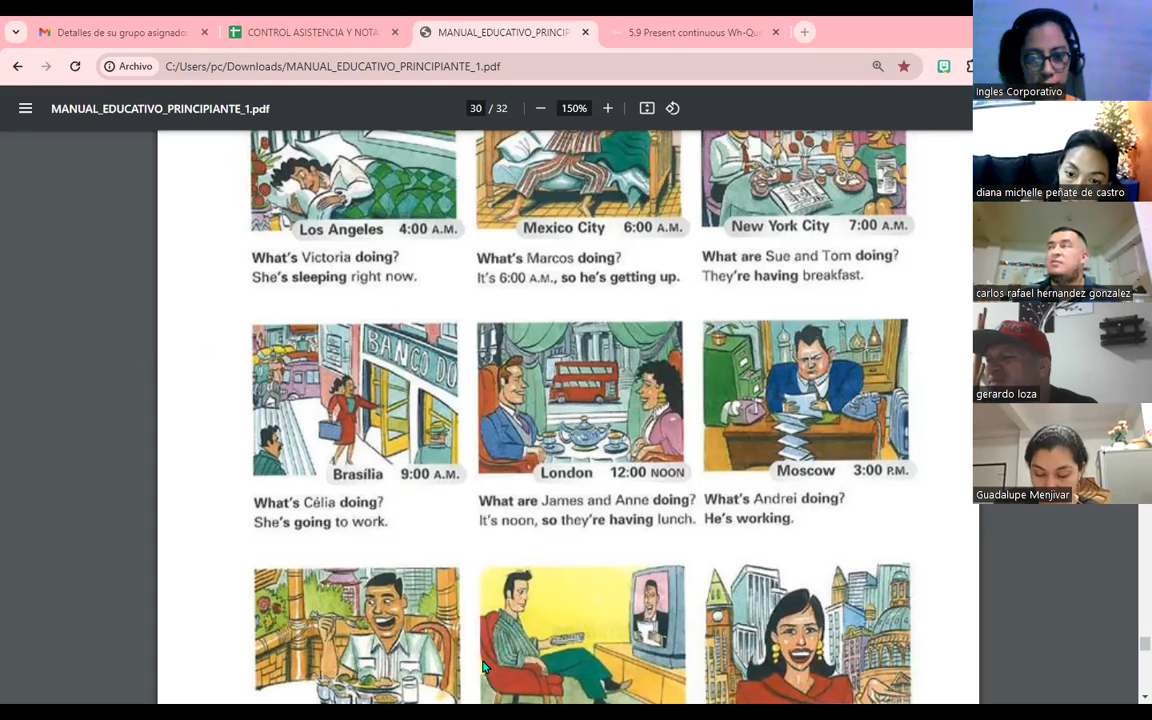 Detalles de su grupo asignado
CONTROL ASISTENCIA Y NOTA
MANUAL_EDUCATIVO_PRINCIP
5.9 Present continuous Wh-Que
Archivo
C:/Users/pc/Downloads/MANUAL_EDUCATIVO_PRINCIPIANTE_1.pdf
MANUAL_EDUCATIVO_PRINCIPIANTE_1.pdf
30 / 32
150%
Los Angeles 4:00 A.M.
Mexico City 6:00 A.M.
New York City 7:00 A.M.
What's Victoria doing?
She's sleeping right now.
What's Marcos doing?
It's 6:00 A.M., so he's getting up.
What are Sue and Tom doing?
They're having breakfast.
BANCO DO
Brasília 9:00 A.M.
London 12:00 NOON
Moscow 3:00 P.M.
What's Célia doing?
She's going to work.
What are James and Anne doing?
It's noon, so they're having lunch.
What's Andrei doing?
He's working.
Ingles Corporativo
diana michelle peñate de castro
carlos rafael hernandez gonzalez
gerardo loza
Guadalupe Menjivar